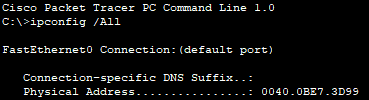 Cisco Packet Tracer PC Command Line 1.0
C:\>ipconfig /All
FastEthernet0 Connection:(default port)
Connection-specific DNS Suffix..:
Physical Address................: 0040.0BE7.3D99